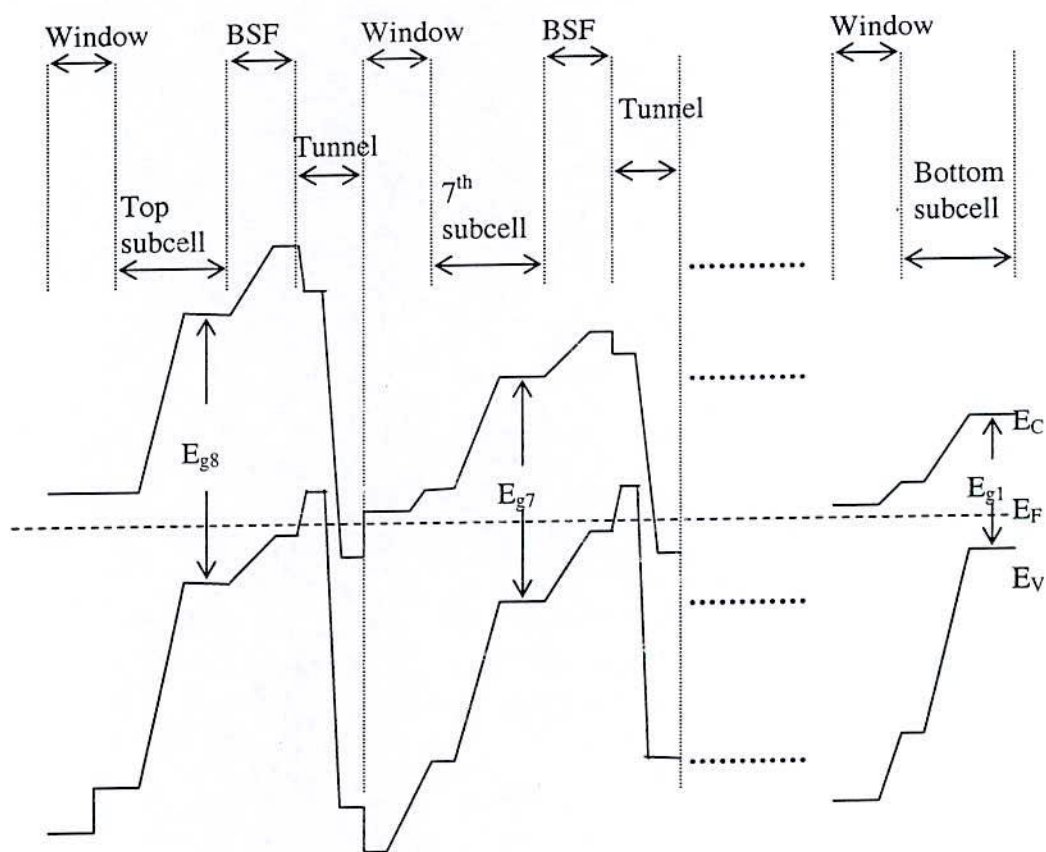 Window
BSF
Window
BSF
Window
Tunnel
Tunnel
Top
subcell
7th
subcell
Bottom
subcell
Eg8
Eg7
Eg1
EC
EF
EV